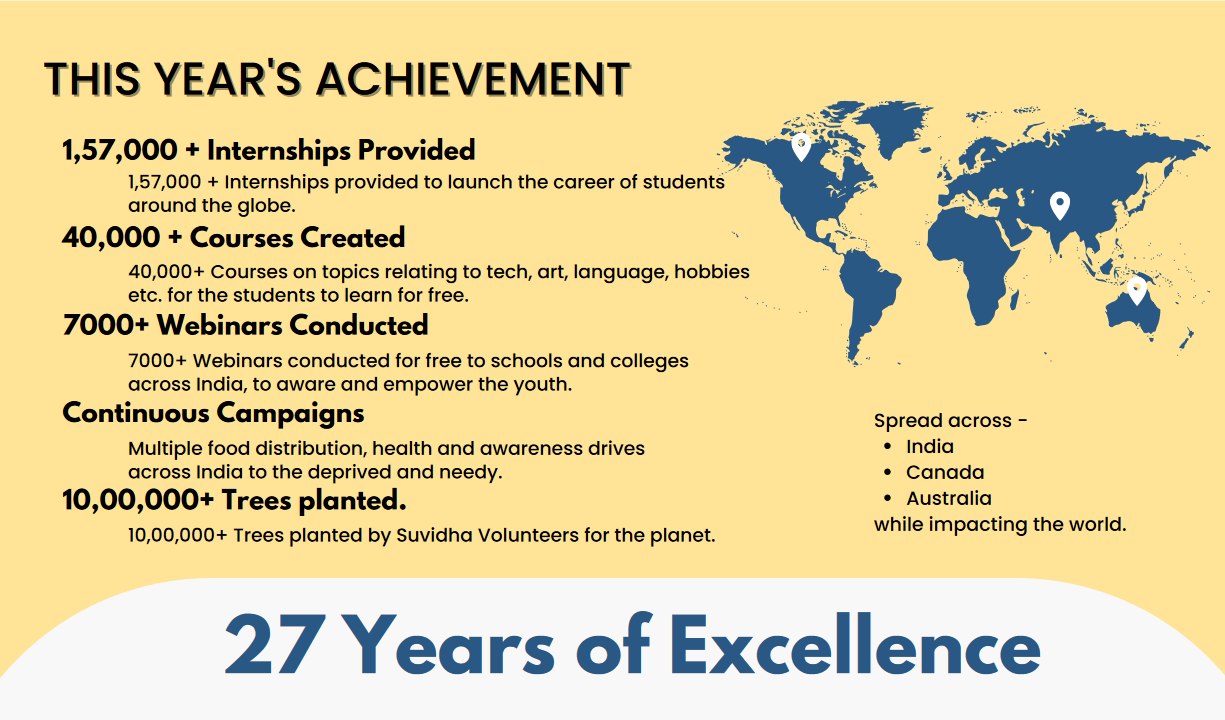 THIS YEAR'S ACHIEVEMENT
1,57,000 + Internships Provided
1,57,000 + Internships provided to launch the career of students
around the globe.
40,000 + Courses Created
40,000+ Courses on topics relating to tech, art, language, hobbies
etc. for the students to learn for free.
7000+ Webinars Conducted
7000+ Webinars conducted for free to schools and colleges
across India, to aware and empower the youth.
Continuous Campaigns
Multiple food distribution, health and awareness drives
across India to the deprived and needy.
10,00,000+ Trees planted.
10,00,000+ Trees planted by Suvidha Volunteers for the planet.
Spread across -
• India
• Canada
• Australia
while impacting the world.
27 Years of Excellence